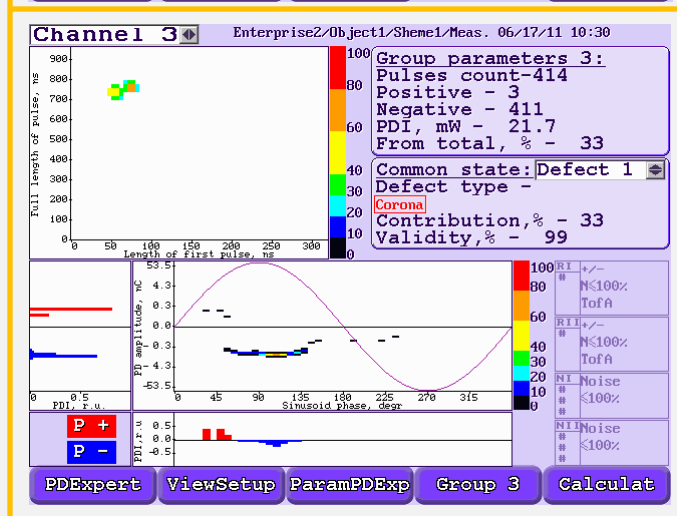 Channel 3
Enterprise2/Object1/Sheme1/Meas. 06/17/11 10:30
900
800
700
600
500
400
300
200
100
0
Full length of pulse, ns
0 50 100 150 200 250 300
Length of first pulse, ns
100
80
60
40
30
20
10
0
Group parameters 3:
Pulses count-414
Positive - 3
Negative - 411
PDI, mW - 21.7
From total, % - 33
Common state: Defect 1
Defect type -
Corona
Contribution,% - 33
Validity,% - 99
0 0.5
PDI, r.u.
53.5
4.3
0.3
0.0
-0.3
-4.3
-53.5
PD amplitude, mC
0 45 90 135 180 225 270 315
Sinusoid phase, degr
100
80
60
40
30
20
10
0
RI +/-
# N≤100%
TofA
RII +/-
# N≤100%
TofA
NI Noise
# ≤100%
#
NII Noise
# ≤100%
#
P +
P -
PDI, r.u
0.5
0.0
-0.5
PDExpert ViewSetup ParamPDExp Group 3 Calculat